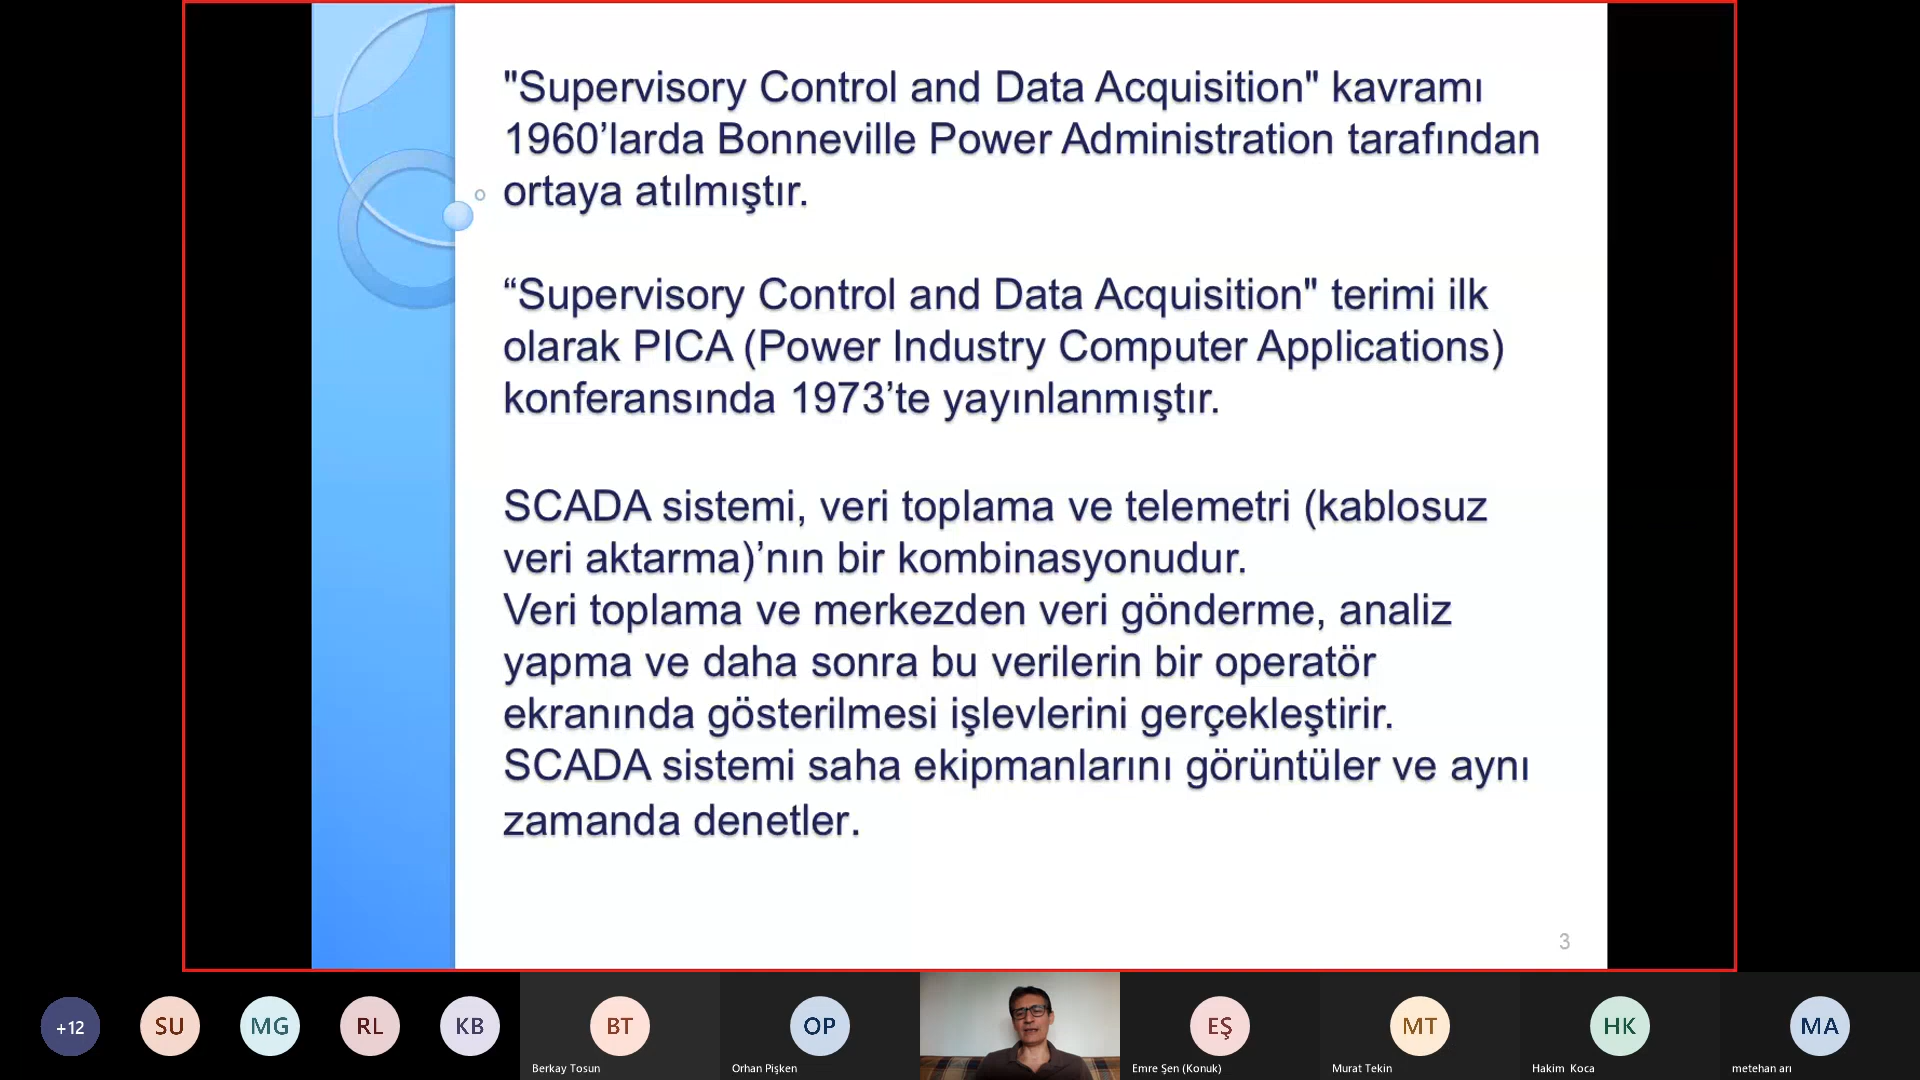 "Supervisory Control and Data Acquisition" kavramı
1960’larda Bonneville Power Administration tarafından
ortaya atılmıştır.
“Supervisory Control and Data Acquisition" terimi ilk
olarak PICA (Power Industry Computer Applications)
konferansında 1973’te yayınlanmıştır.
SCADA sistemi, veri toplama ve telemetri (kablosuz
veri aktarma)’nın bir kombinasyonudur.
Veri toplama ve merkezden veri gönderme, analiz
yapma ve daha sonra bu verilerin bir operatör
ekranında gösterilmesi işlevlerini gerçekleştirir.
SCADA sistemi saha ekipmanlarını görüntüler ve aynı
zamanda denetler.
3
+12
SU
MG
RL
KB
BT
OP
EŞ
MT
HK
MA
Berkay Tosun
Orhan Pişken
Emre Şen (Konuk)
Murat Tekin
Hakim Koca
metehan arı